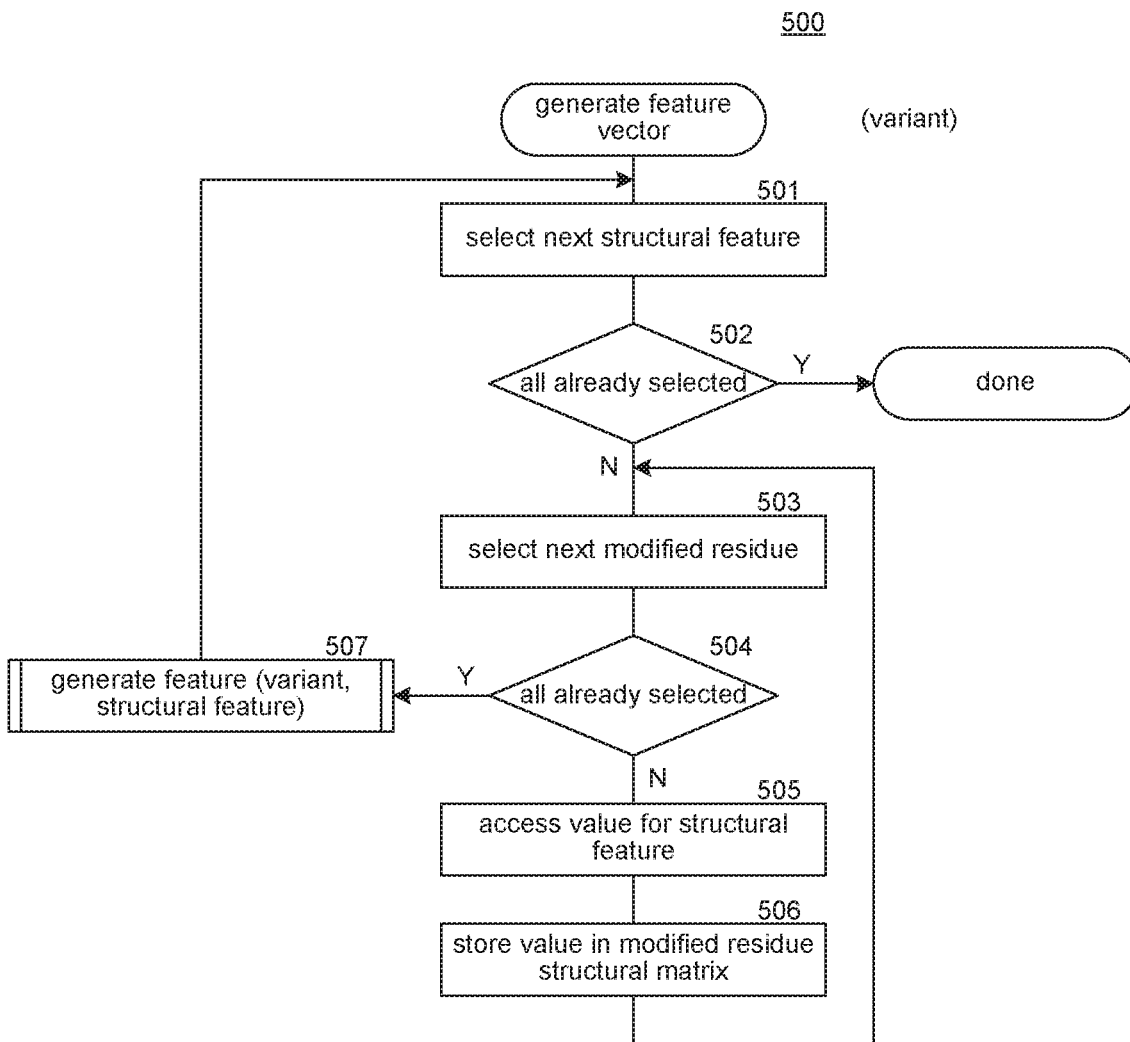 500
generate feature
vector
(variant)
501
select next structural feature
502
all already selected
Y
done
N
503
select next modified residue
504
all already selected
Y
507
generate feature (variant,
structural feature)
N
505
access value for structural
feature
506
store value in modified residue
structural matrix